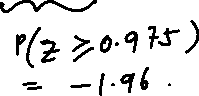 P(Z ≥ 0.975)
= -1.96.